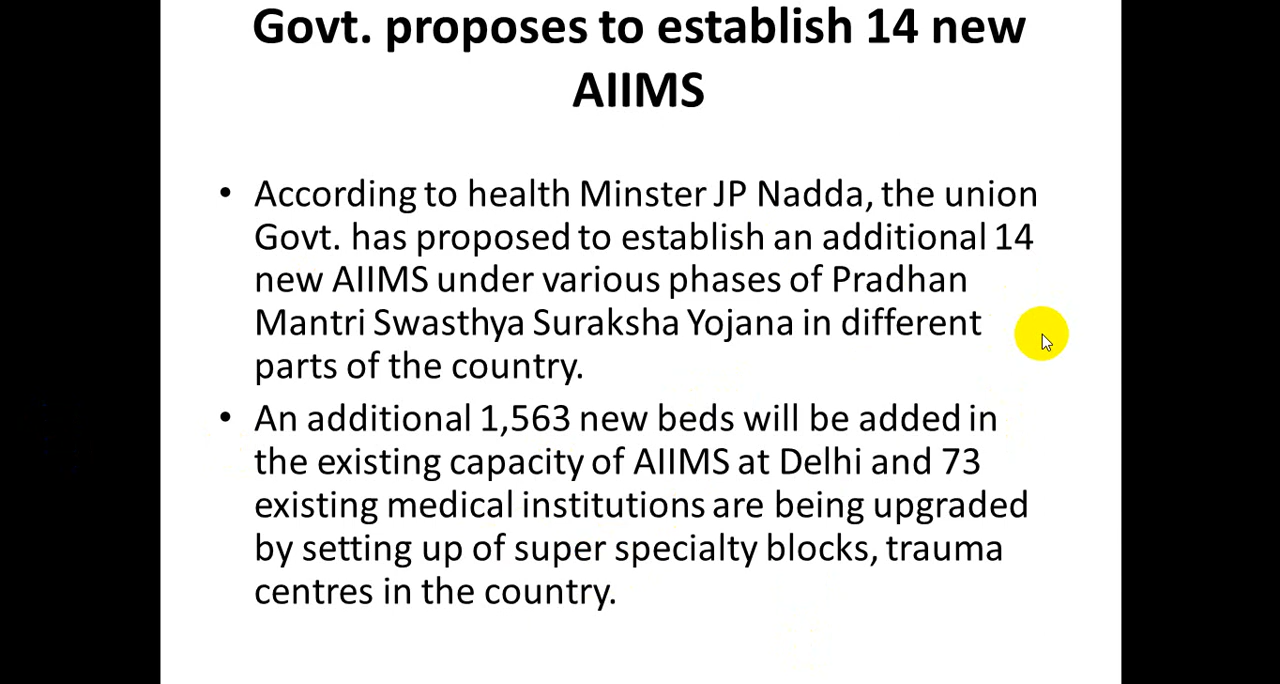 Govt. proposes to establish 14 new
AIIMS
• According to health Minster JP Nadda, the union
Govt. has proposed to establish an additional 14
new AIIMS under various phases of Pradhan
Mantri Swasthya Suraksha Yojana in different
parts of the country.
• An additional 1,563 new beds will be added in
the existing capacity of AIIMS at Delhi and 73
existing medical institutions are being upgraded
by setting up of super specialty blocks, trauma
centres in the country.